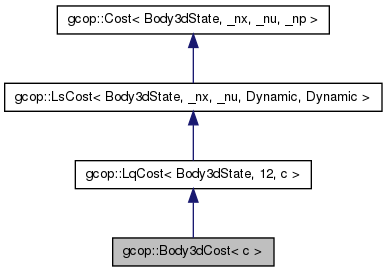 gcop::Cost< Body3dState, _nx, _nu, _np >
gcop::LsCost< Body3dState, _nx, _nu, Dynamic, Dynamic >
gcop::LqCost< Body3dState, 12, c >
gcop::Body3dCost< c >